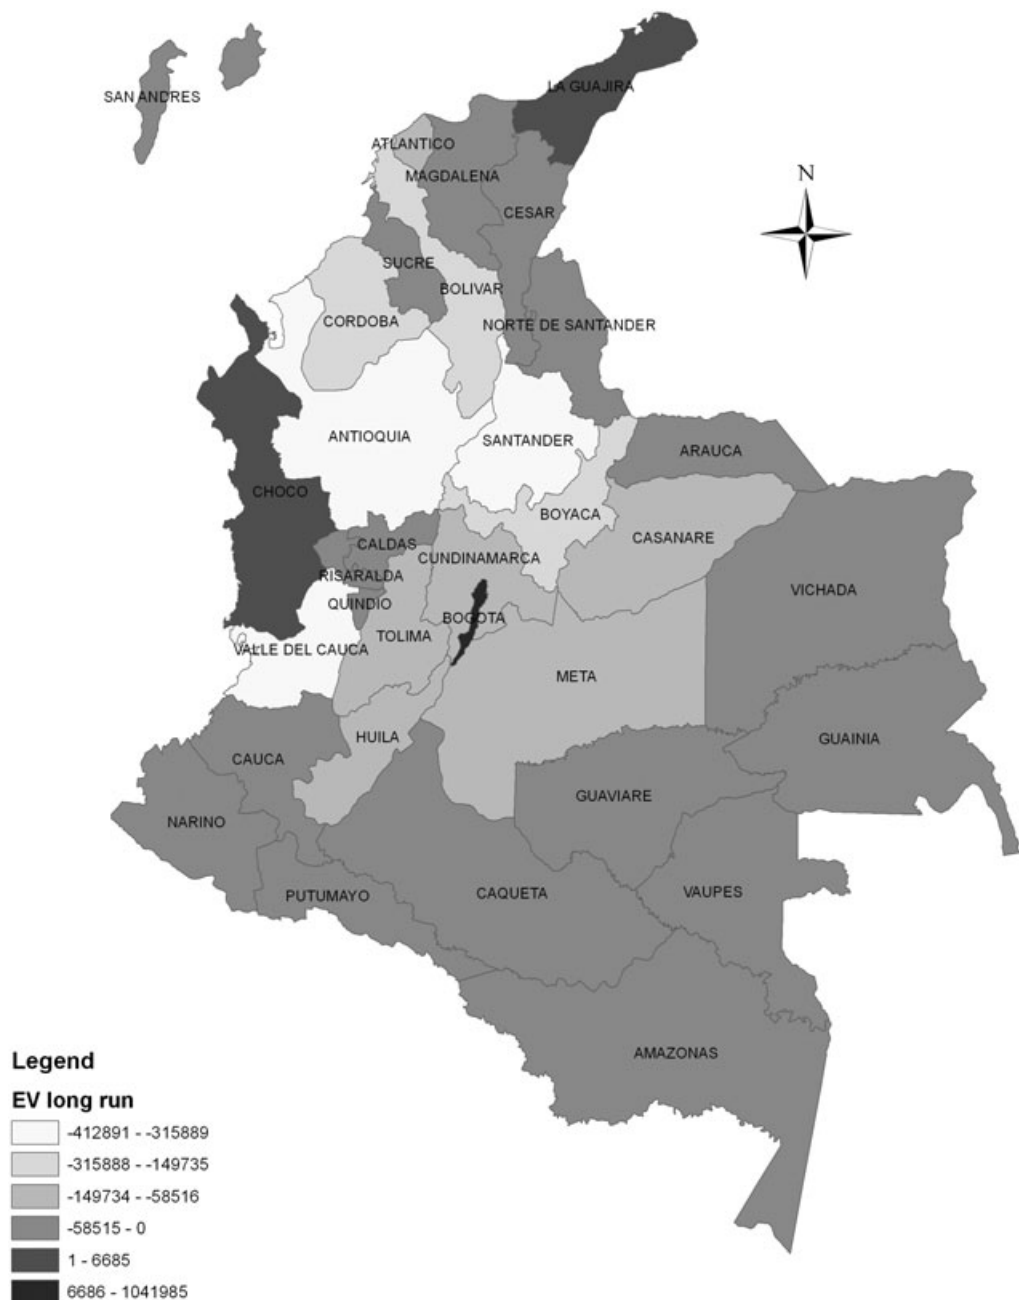 SAN ANDRES
LA GUAJIRA
ATLANTICO
MAGDALENA
N
CESAR
SUCRE
BOLIVAR
CORDOBA
NORTE DE SANTANDER
ANTIOQUIA
SANTANDER
ARAUCA
CHOCO
BOYACA
CASANARE
CALDAS
CUNDINAMARCA
RISARALDA
VICHADA
QUINDIO
BOGOTA
TOLIMA
VALLE DEL CAUCA
META
HUILA
GUAINIA
CAUCA
GUAVIARE
NARINO
PUTUMAYO
CAQUETA
VAUPES
AMAZONAS
Legend
EV long run
-412891 - -315889
-315888 - -149735
-149734 - -58516
-58515 - 0
1 - 6685
6686 - 1041985